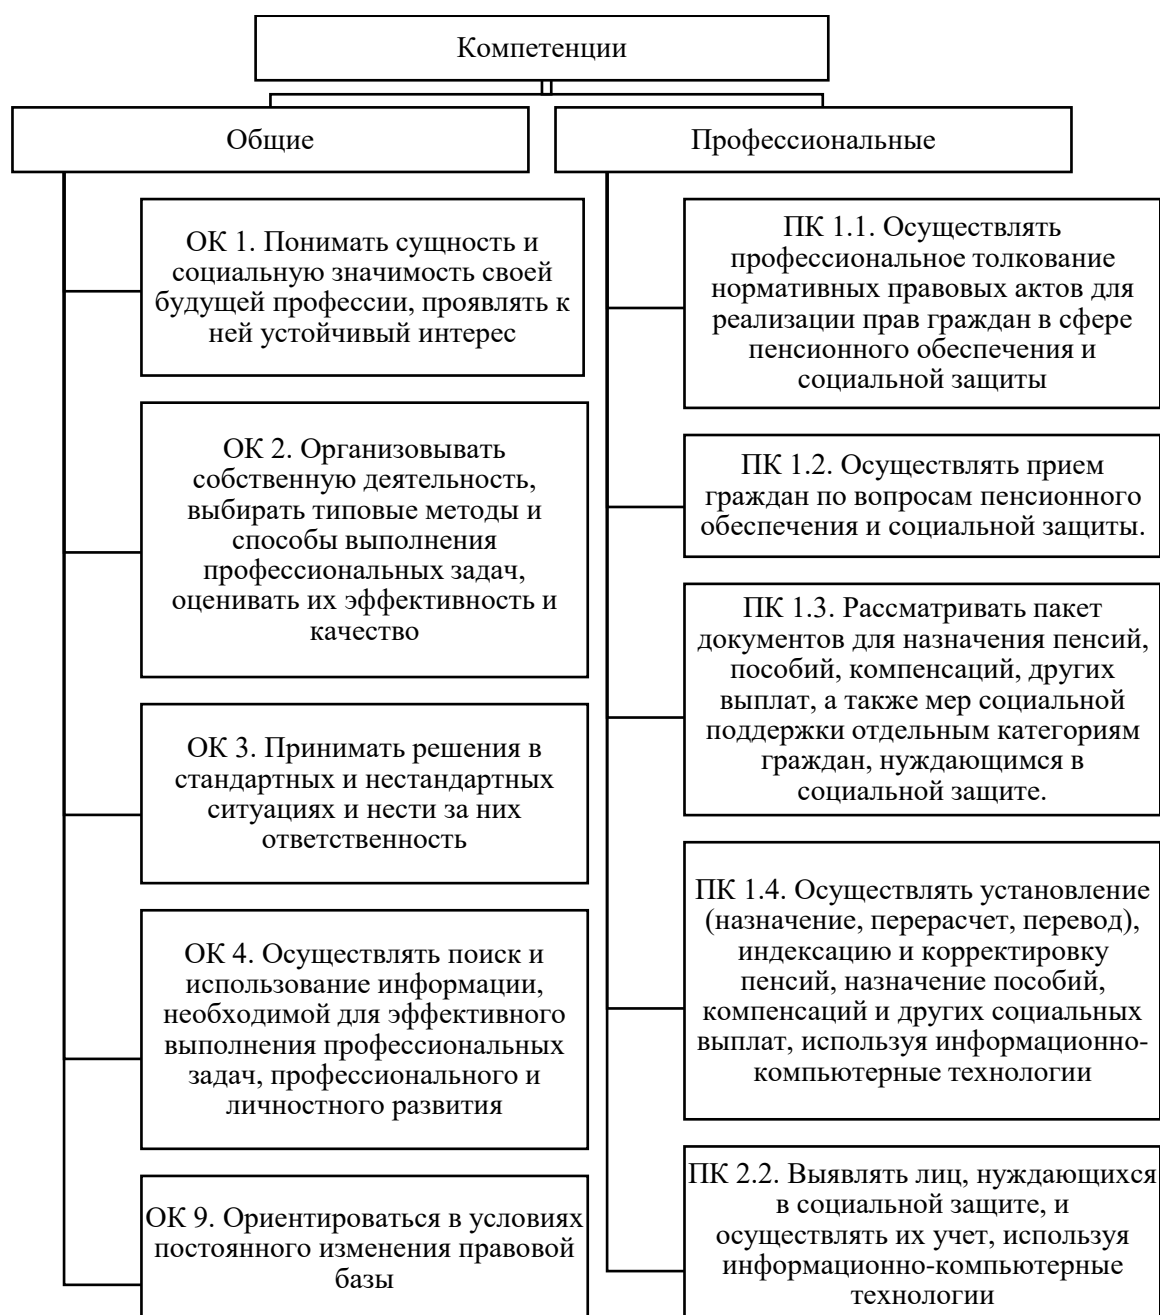 Компетенции
Общие
ОК 1. Понимать сущность и
социальную значимость своей
будущей профессии, проявлять к
ней устойчивый интерес
ОК 2. Организовывать
собственную деятельность,
выбирать типовые методы и
способы выполнения
профессиональных задач,
оценивать их эффективность и
качество
ОК 3. Принимать решения в
стандартных и нестандартных
ситуациях и нести за них
ответственность
ОК 4. Осуществлять поиск и
использование информации,
необходимой для эффективного
выполнения профессиональных
задач, профессионального и
личностного развития
ОК 9. Ориентироваться в условиях
постоянного изменения правовой
базы
Профессиональные
ПК 1.1. Осуществлять
профессиональное толкование
нормативных правовых актов для
реализации прав граждан в сфере
пенсионного обеспечения и
социальной защиты
ПК 1.2. Осуществлять прием
граждан по вопросам пенсионного
обеспечения и социальной защиты.
ПК 1.3. Рассматривать пакет
документов для назначения пенсий,
пособий, компенсаций, других
выплат, а также мер социальной
поддержки отдельным категориям
граждан, нуждающимся в
социальной защите.
ПК 1.4. Осуществлять установление
(назначение, перерасчет, перевод),
индексацию и корректировку
пенсий, назначение пособий,
компенсаций и других социальных
выплат, используя информационно-
компьютерные технологии
ПК 2.2. Выявлять лиц, нуждающихся
в социальной защите, и
осуществлять их учет, используя
информационно-компьютерные
технологии